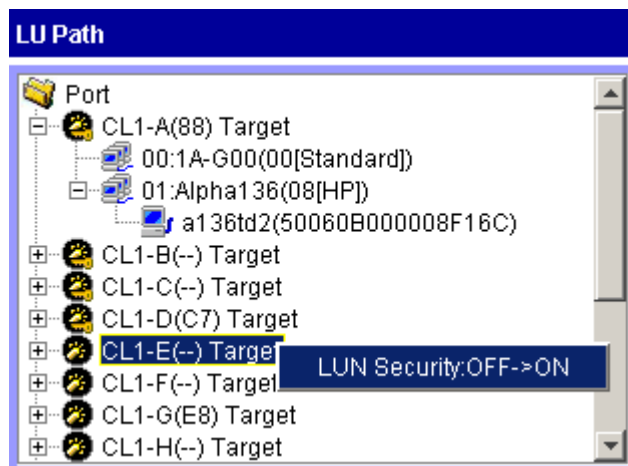 LU Path
Port
CL1-A(88) Target
00:1A-G00(00[Standard])
01:Alpha136(08[HP])
a136td2(50060B000008F16C)
CL1-B(--) Target
CL1-C(--) Target
CL1-D(C7) Target
CL1-E(--) Target
LUN Security:OFF->ON
CL1-F(--) Target
CL1-G(E8) Target
CL1-H(--) Target